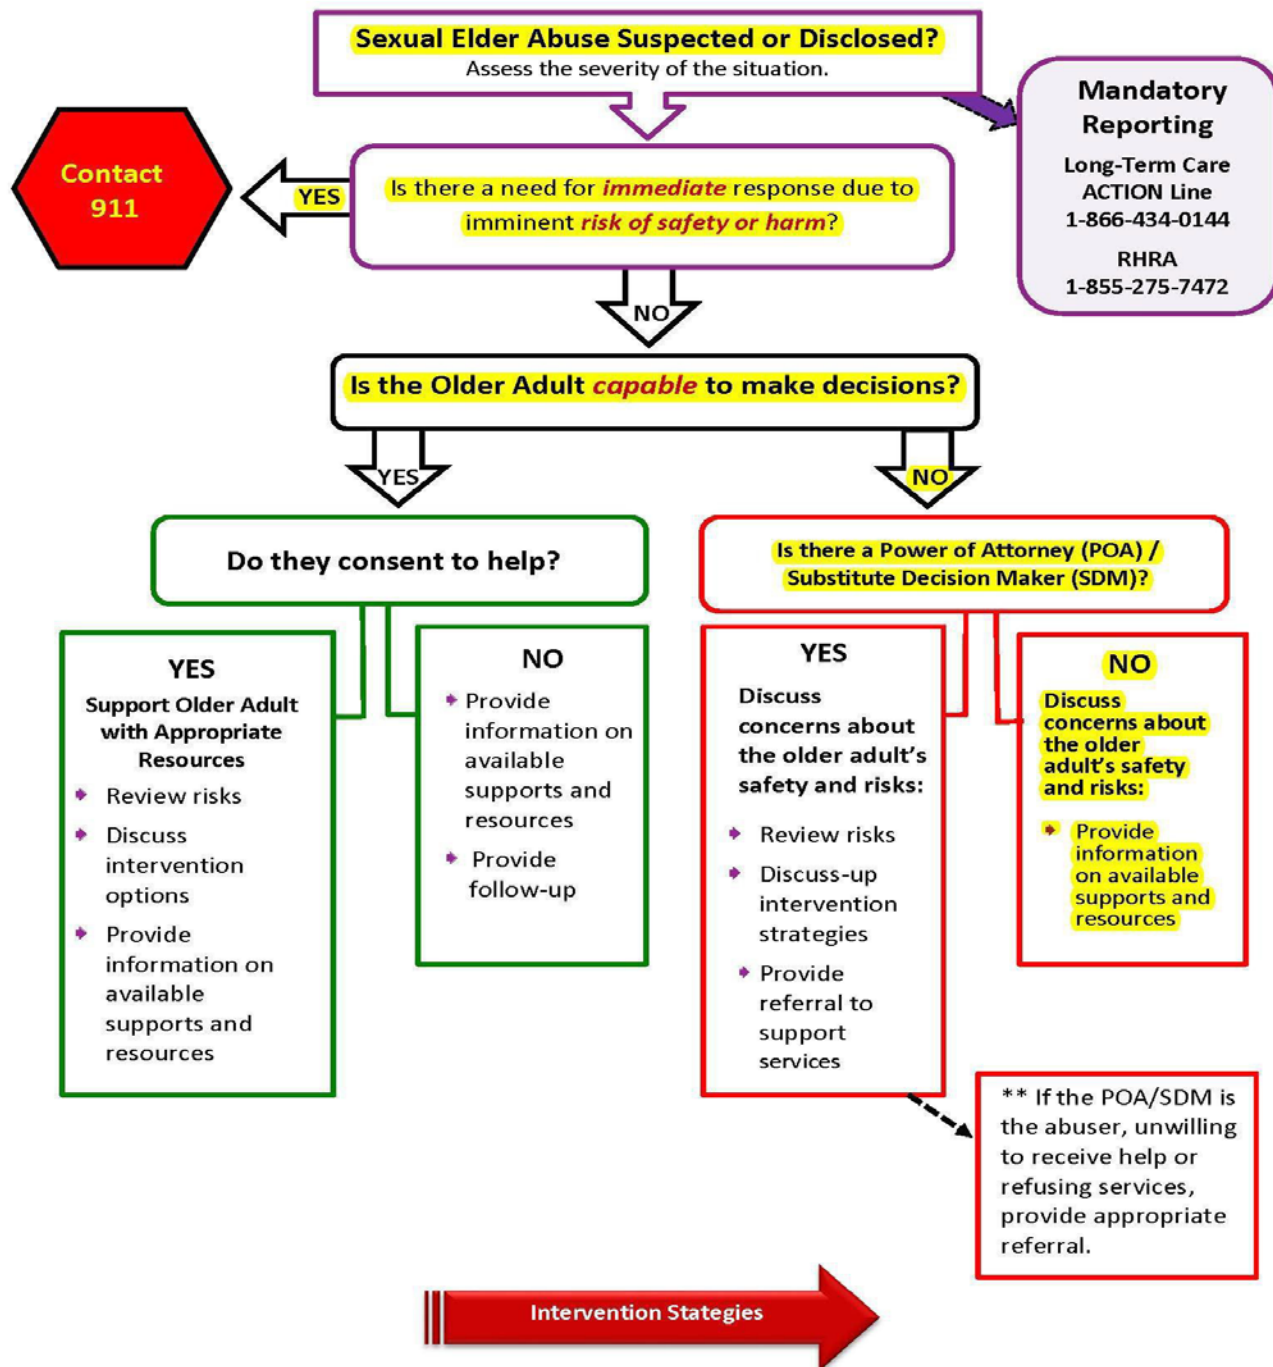 Sexual Elder Abuse Suspected or Disclosed?
Assess the severity of the situation.
Mandatory
Reporting
Long-Term Care
ACTION Line
1-866-434-0144
RHRA
1-855-275-7472
Contact
911
YES
Is there a need for immediate response due to
imminent risk of safety or harm?
NO
Is the Older Adult capable to make decisions?
YES
NO
Do they consent to help?
Is there a Power of Attorney (POA) /
Substitute Decision Maker (SDM)?
YES
Support Older Adult
with Appropriate
Resources
Review risks
Discuss
intervention
options
Provide
information on
available
supports and
resources
NO
Provide
information on
available
supports and
resources
Provide
follow-up
YES
Discuss
concerns about
the older adult's
safety and risks:
Review risks
Discuss-up
intervention
strategies
Provide
referral to
support
services
NO
Discuss
concerns about
the older
adult's safety
and risks:
Provide
information
on available
supports and
resources
** If the POA/SDM is
the abuser, unwilling
to receive help or
refusing services,
provide appropriate
referral.
Intervention Stategies